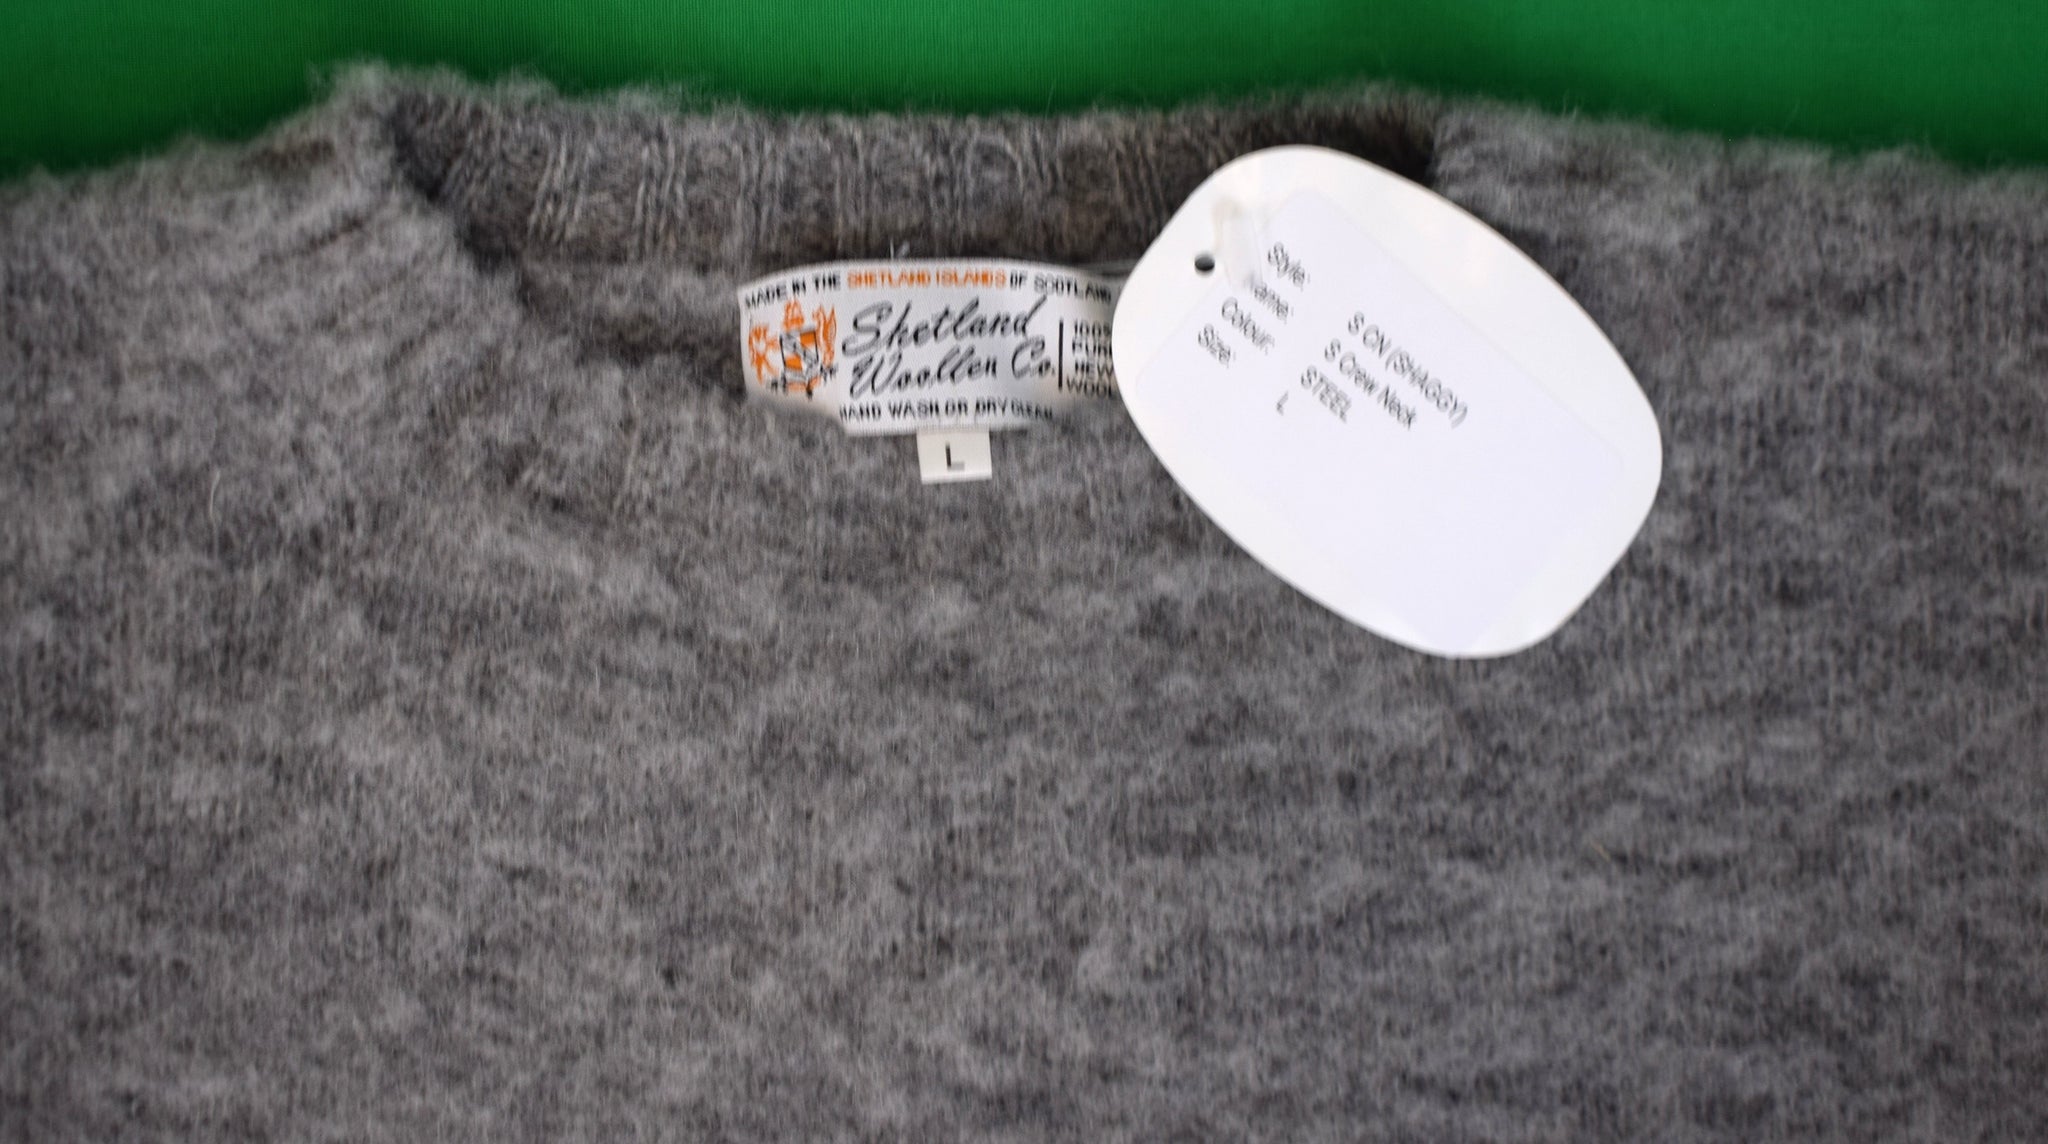 MADE IN THE SHETLAND ISLANDS OF SCOTLAND
Shetland
Woollen Co.
100%
PURE
NEW
WOOL
HAND WASH OR DRY CLEAN
L
Style: S CN (SHAGGY)
Name: S Crew Neck
Colour: STEEL
Size: L